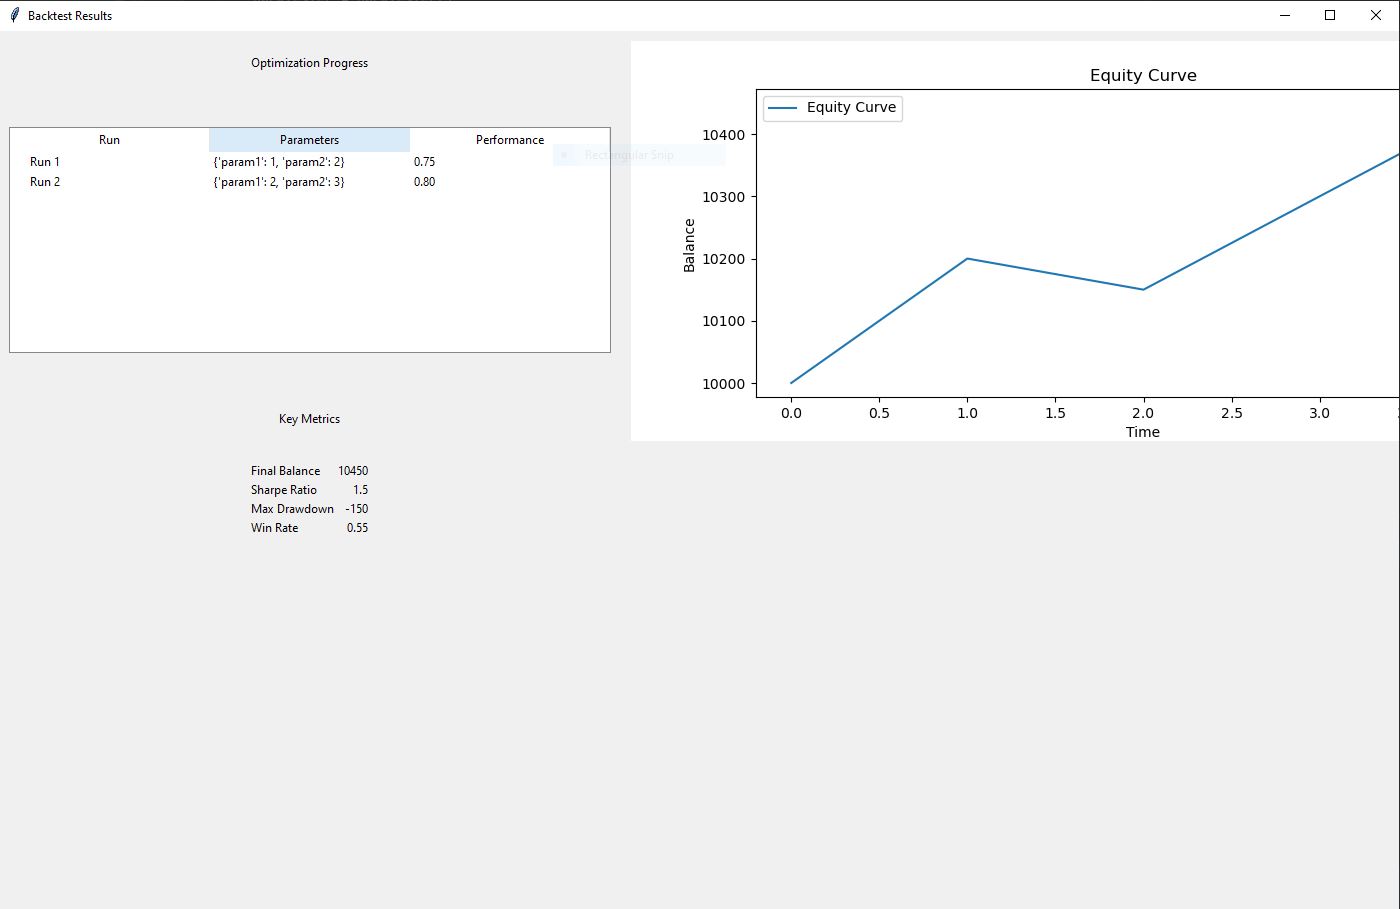 Backtest Results
Optimization Progress
Run Parameters Performance
Run 1 {'param1': 1, 'param2': 2} 0.75
Run 2 {'param1': 2, 'param2': 3} 0.80
Rectangular Snip
Key Metrics
Final Balance 10450
Sharpe Ratio 1.5
Max Drawdown -150
Win Rate 0.55
Equity Curve
Equity Curve
10400
10300
10200
10100
10000
Balance
0.0 0.5 1.0 1.5 2.0 2.5 3.0
Time